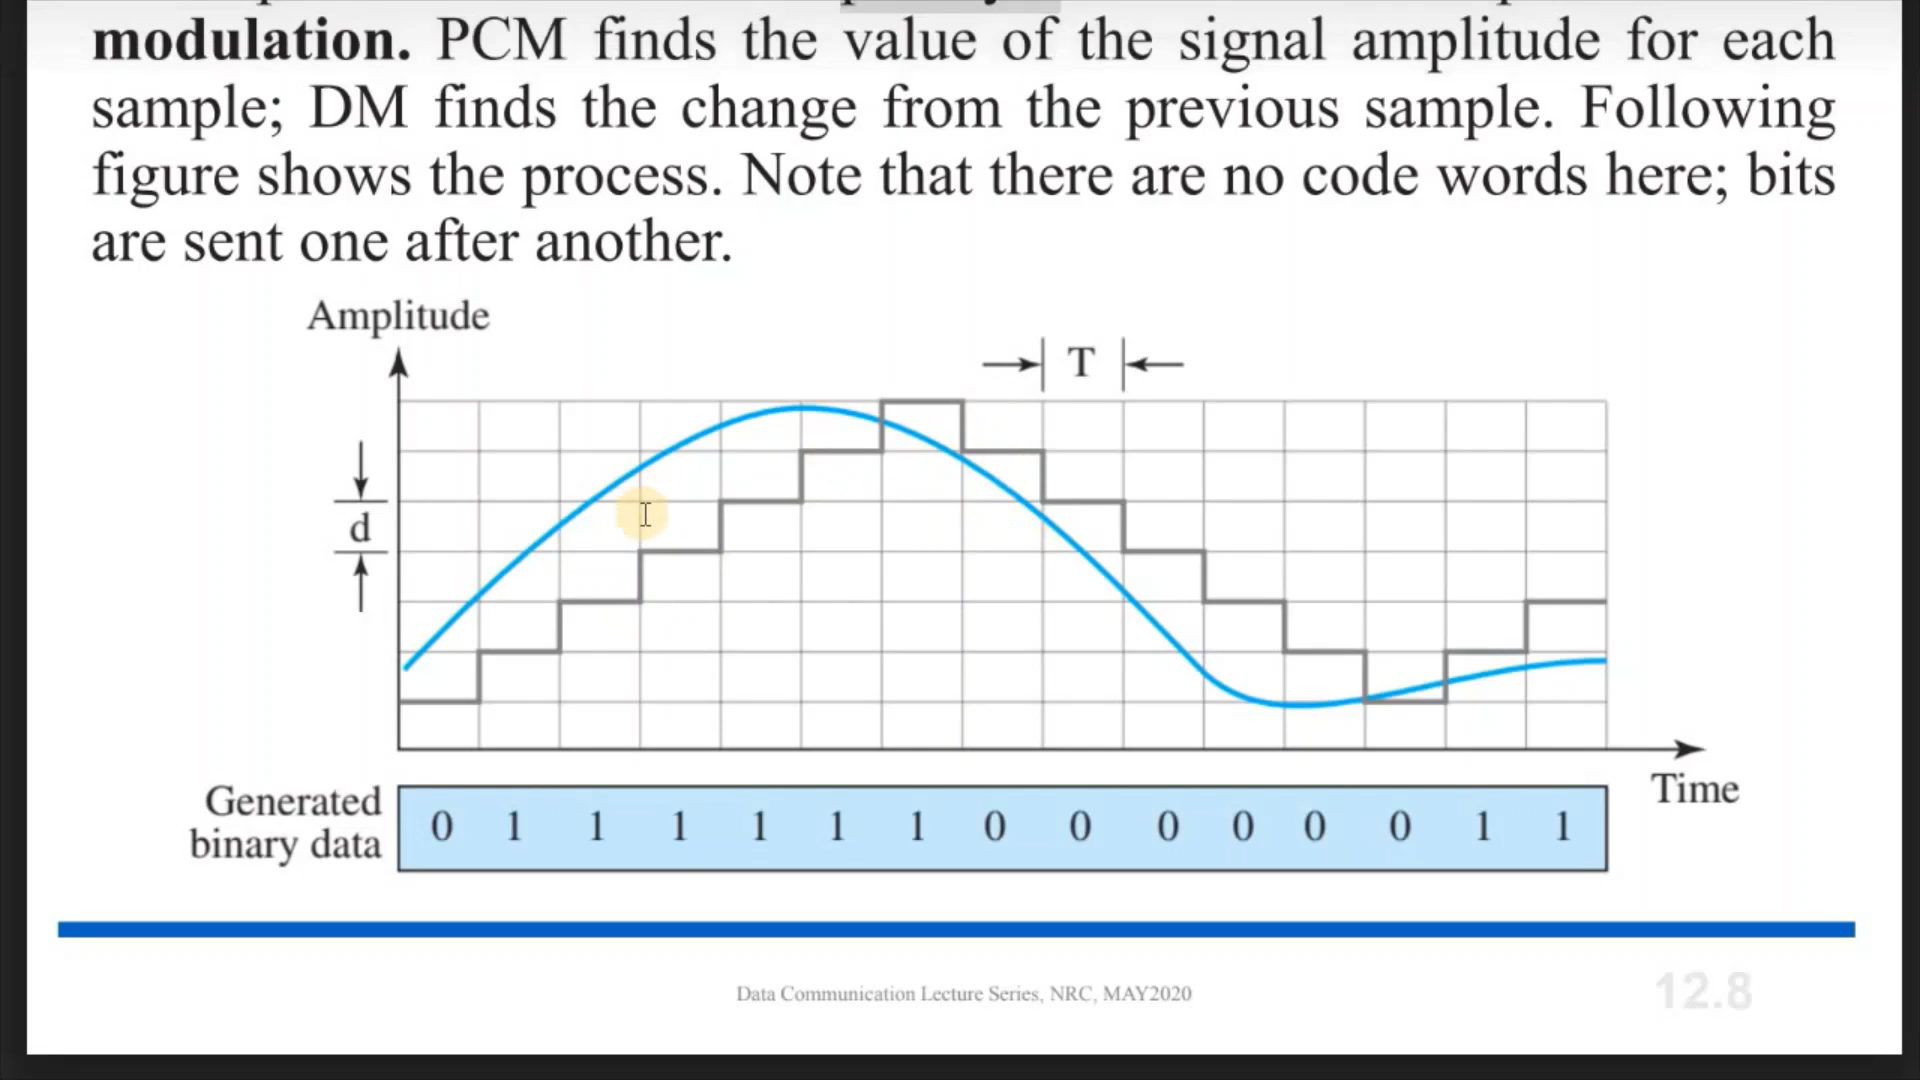 modulation. PCM finds the value of the signal amplitude for each
sample; DM finds the change from the previous sample. Following
figure shows the process. Note that there are no code words here; bits
are sent one after another.
Amplitude
T
d
Time
Generated
binary data
0 1 1 1 1 1 1 0 0 0 0 0 0 1 1
Data Communication Lecture Series, NRC, MAY2020
12.8